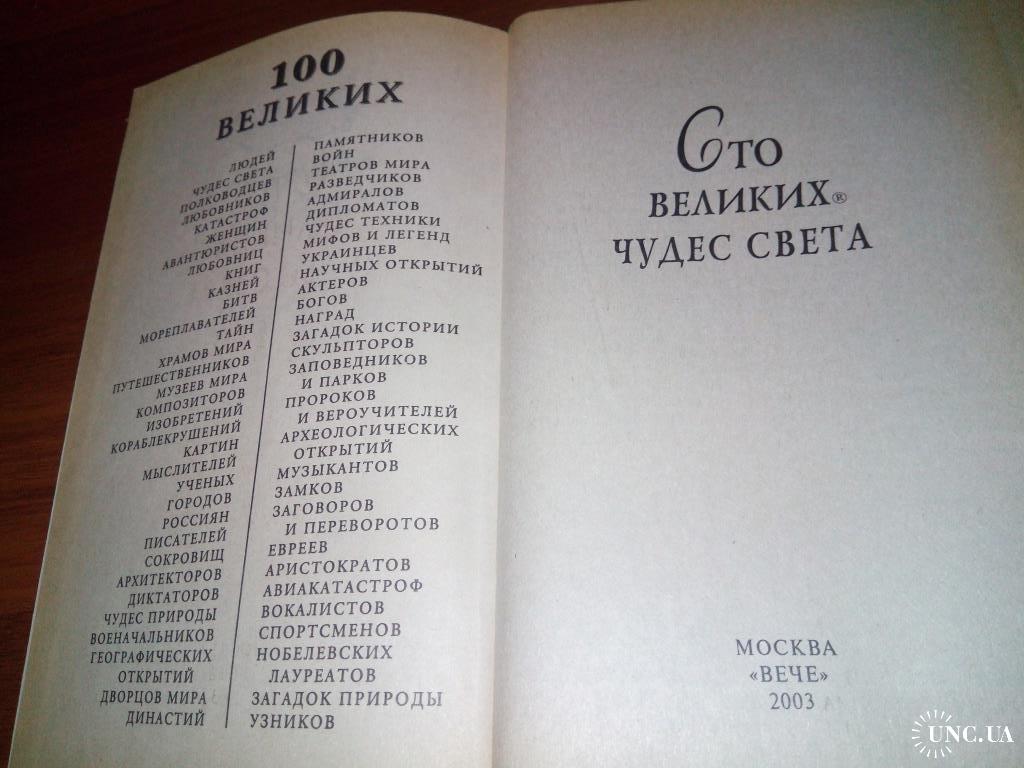 100
ВЕЛИКИХ
ЛЮДЕЙ
ЧУДЕС СВЕТА
ПОЛКОВОДЦЕВ
ЛЮБОВНИКОВ
КАТАСТРОФ
ЖЕНЩИН
АВАНТЮРИСТОВ
ЛЮБОВНИЦ
КНИГ
КАЗНЕЙ
БИТВ
МОРЕПЛАВАТЕЛЕЙ
ТАЙН
ХРАМОВ МИРА
ПУТЕШЕСТВЕННИКОВ
МУЗЕЕВ МИРА
КОМПОЗИТОРОВ
ИЗОБРЕТЕНИЙ
КОРАБЛЕКРУШЕНИЙ
КАРТИН
МЫСЛИТЕЛЕЙ
УЧЕНЫХ
ГОРОДОВ
РОССИЯН
ПИСАТЕЛЕЙ
СОКРОВИЩ
АРХИТЕКТОРОВ
ДИКТАТОРОВ
ЧУДЕС ПРИРОДЫ
ВОЕНАЧАЛЬНИКОВ
ГЕОГРАФИЧЕСКИХ
ОТКРЫТИЙ
ДВОРЦОВ МИРА
ДИНАСТИЙ
ПАМЯТНИКОВ
ВОЙН
ТЕАТРОВ МИРА
РАЗВЕДЧИКОВ
АДМИРАЛОВ
ДИПЛОМАТОВ
ЧУДЕС ТЕХНИКИ
МИФОВ И ЛЕГЕНД
УКРАИНЦЕВ
НАУЧНЫХ ОТКРЫТИЙ
АКТЕРОВ
БОГОВ
НАГРАД
ЗАГАДОК ИСТОРИИ
СКУЛЬПТОРОВ
ЗАПОВЕДНИКОВ
И ПАРКОВ
ПРОРОКОВ
И ВЕРОУЧИТЕЛЕЙ
АРХЕОЛОГИЧЕСКИХ
ОТКРЫТИЙ
МУЗЫКАНТОВ
ЗАМКОВ
ЗАГОВОРОВ
И ПЕРЕВОРОТОВ
ЕВРЕЕВ
АРИСТОКРАТОВ
АВИАКАТАСТРОФ
ВОКАЛИСТОВ
СПОРТСМЕНОВ
НОБЕЛЕВСКИХ
ЛАУРЕАТОВ
ЗАГАДОК ПРИРОДЫ
УЗНИКОВ
Сто
ВЕЛИКИХ®
ЧУДЕС СВЕТА
МОСКВА
«ВЕЧЕ»
2003
UNC.UA